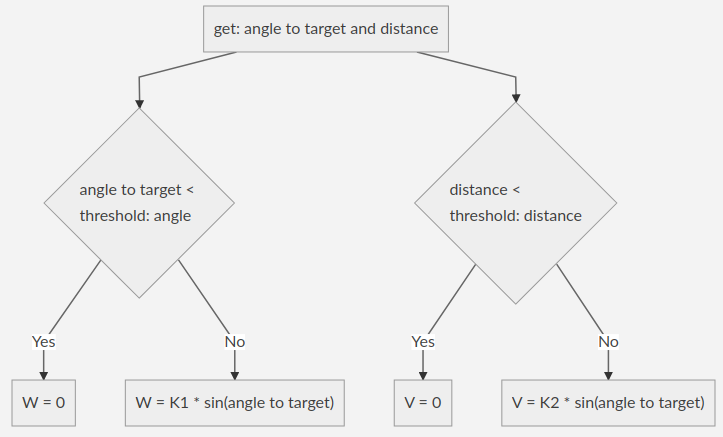 get: angle to target and distance
angle to target <
threshold: angle
distance <
threshold: distance
Yes
No
Yes
No
W = 0
W = K1 * sin(angle to target)
V = 0
V = K2 * sin(angle to target)